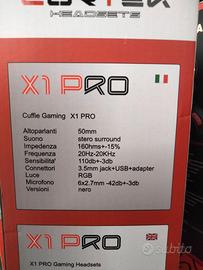 HEADSETS
X1 PRO
Cuffie Gaming X1 PRO
Altoparlanti 50mm
Suono stero surround
Impedenza 160hms+-15%
Frequenza 20Hz-20KHz
Sensibilita' 110db+-3db
Connettori 3.5mm jack+USB+adapter
Luce RGB
Microfono 6x2.7mm -42db+-3db
Versioni nero
X1 PRO
X1 PRO Gaming Headsets
subito